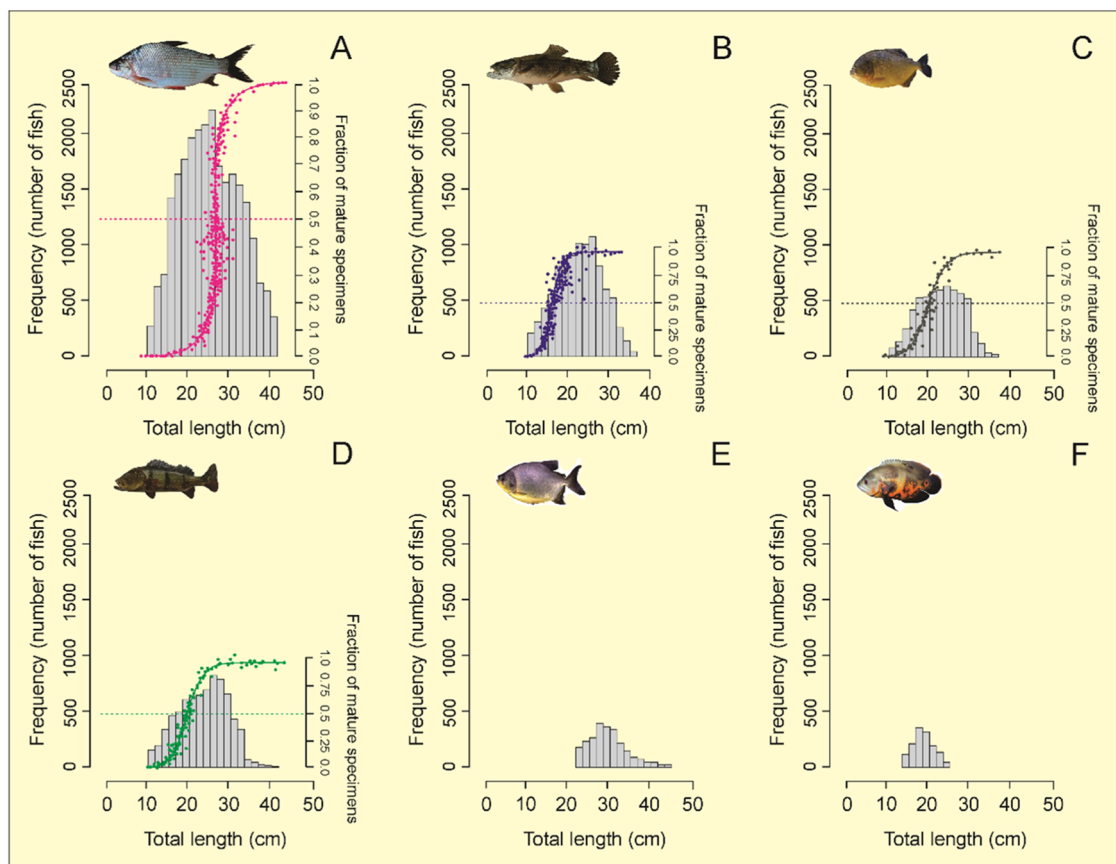 A
Frequency (number of fish)
2500
2000
1500
1000
500
0
1.0
0.9
0.8
0.7
0.6
0.5
0.4
0.3
0.2
0.1
0.0
Fraction of mature specimens
0 10 20 30 40 50
Total length (cm)
B
Frequency (number of fish)
2500
2000
1500
1000
500
0
1.0
0.75
0.5
0.25
0.0
Fraction of mature specimens
0 10 20 30 40
Total length (cm)
C
Frequency (number of fish)
2500
2000
1500
1000
500
0
1.0
0.75
0.5
0.25
0.0
Fraction of mature specimens
0 10 20 30 40 50
Total length (cm)
D
Frequency (number of fish)
2500
2000
1500
1000
500
0
1.0
0.75
0.5
0.25
0.0
Fraction of mature specimens
0 10 20 30 40 50
Total length (cm)
E
Frequency (number of fish)
2500
2000
1500
1000
500
0
0 10 20 30 40 50
Total length (cm)
F
Frequency (number of fish)
2500
2000
1500
1000
500
0
0 10 20 30 40 50
Total length (cm)